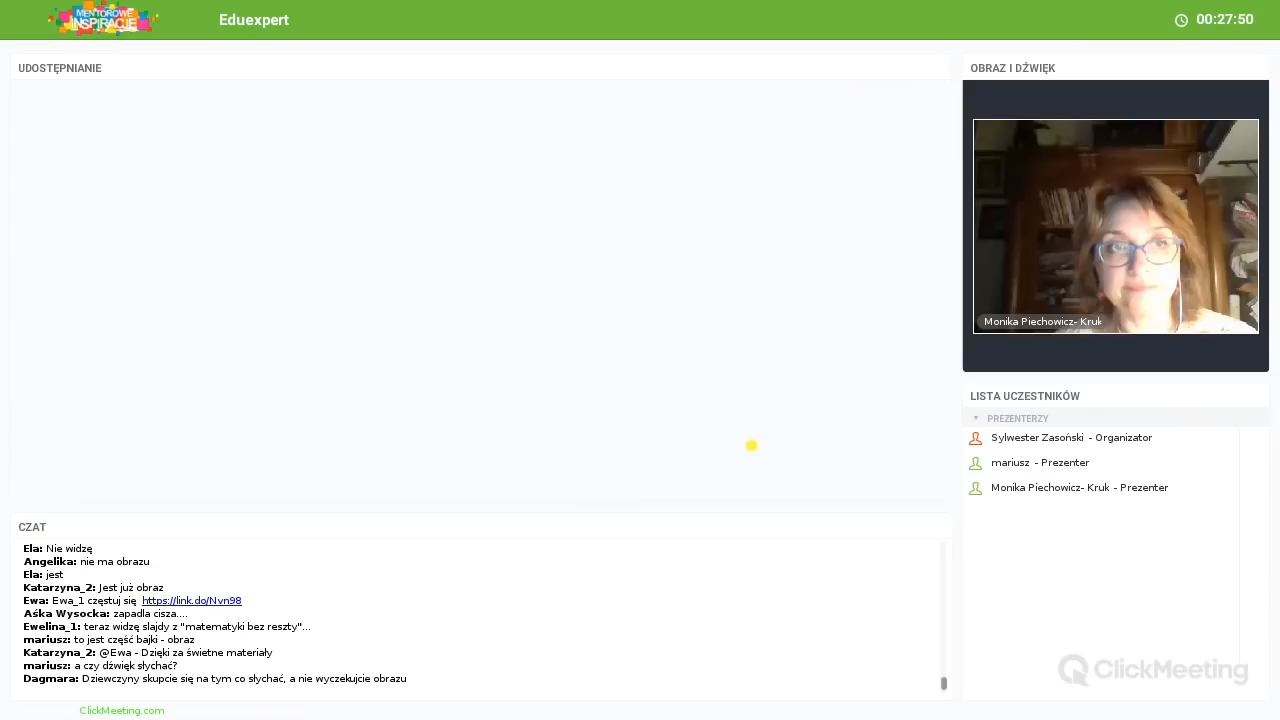 MENTOROWE
INSPIRACJE
Eduexpert
00:27:50
UDOSTĘPNIANIE
OBRAZ I DŹWIĘK
Monika Piechowicz- Kruk
LISTA UCZESTNIKÓW
PREZENTERZY
Sylwester Zasoński - Organizator
mariusz - Prezenter
Monika Piechowicz- Kruk - Prezenter
CZAT
Ela: Nie widzę
Angelika: nie ma obrazu
Ela: jest
Katarzyna_2: Jest już obraz
Ewa: Ewa_1 częstuj się https://link.do/Nvn98
Aśka Wysocka: zapadla cisza....
Ewelina_1: teraz widzę slajdy z "matematyki bez reszty"...
mariusz: to jest część bajki - obraz
Katarzyna_2: @Ewa - Dzięki za świetne materiały
mariusz: a czy dźwięk słychać?
Dagmara: Dziewczyny skupcie się na tym co słychać, a nie wyczekujcie obrazu
ClickMeeting
ClickMeeting.com